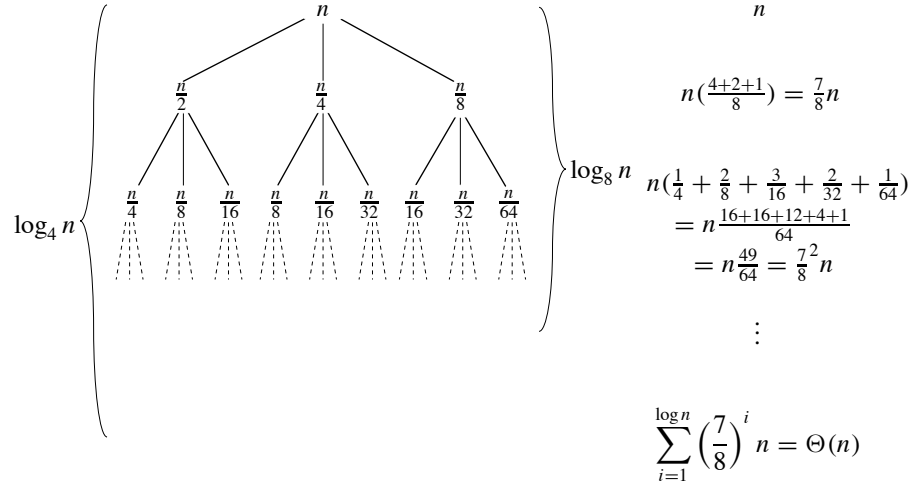 n n
n/2 n/4 n/8 n(4+2+1/8) = 7/8 n
n/4 n/8 n/16 n/8 n/16 n/32 n/16 n/32 n/64 log₈ n n(1/4 + 2/8 + 3/16 + 2/32 + 1/64)
log₄ n = n 16+16+12+4+1/64
= n 49/64 = 7/8² n
⋮
∑_{i=1}^{log n} (7/8)^i n = Θ(n)